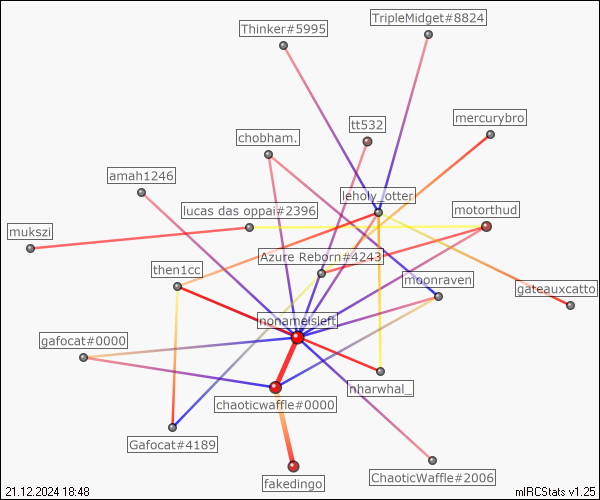 TripleMidget#8824
Thinker#5995
mercurybro
tt532
chobham.
amah1246
leholy_otter
lucas das oppai#2396
motorthud
mukszi
Azure Reborn#4243
then1cc
moonraven
gateauxcatto
nonameisleft
gafocat#0000
nharwhal_
chaoticwaffle#0000
Gafocat#4189
ChaoticWaffle#2006
fakedingo
21.12.2024 18:48
mIRCStats v1.25